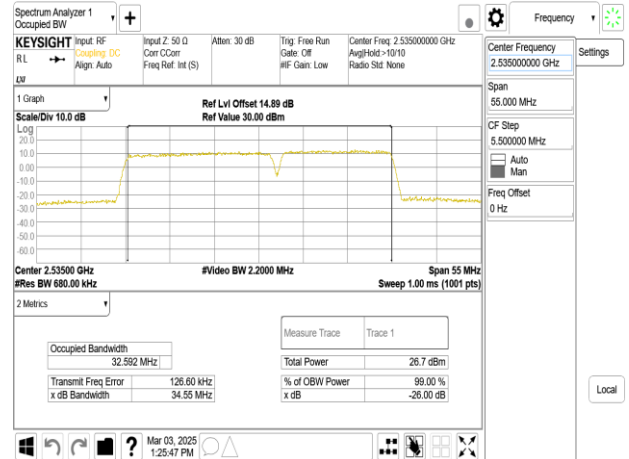 Spectrum Analyzer 1
Occupied BW
Frequency
KEYSIGHT
RL
LXI
Input: RF
Coupling: DC
Align: Auto
Input Z: 50 Ω
Corr CCorr
Freq Ref: Int (S)
Atten: 30 dB
Trig: Free Run
Gate: Off
#IF Gain: Low
Center Freq: 2.535000000 GHz
Avg|Hold:>10/10
Radio Std: None
Center Frequency
2.535000000 GHz
Settings
Span
55.000 MHz
CF Step
5.500000 MHz
Auto
Man
Freq Offset
0 Hz
Local
1 Graph
Ref Lvl Offset 14.89 dB
Scale/Div 10.0 dB
Ref Value 30.00 dBm
Log
20.0
10.0
0.00
-10.0
-20.0
-30.0
-40.0
-50.0
-60.0
Center 2.53500 GHz
#Video BW 2.2000 MHz
Span 55 MHz
#Res BW 680.00 kHz
Sweep 1.00 ms (1001 pts)
2 Metrics
Measure Trace
Trace 1
Occupied Bandwidth
32.592 MHz
Total Power
26.7 dBm
Transmit Freq Error
126.60 kHz
% of OBW Power
99.00 %
x dB Bandwidth
34.55 MHz
x dB
-26.00 dB
Mar 03, 2025
1:25:47 PM